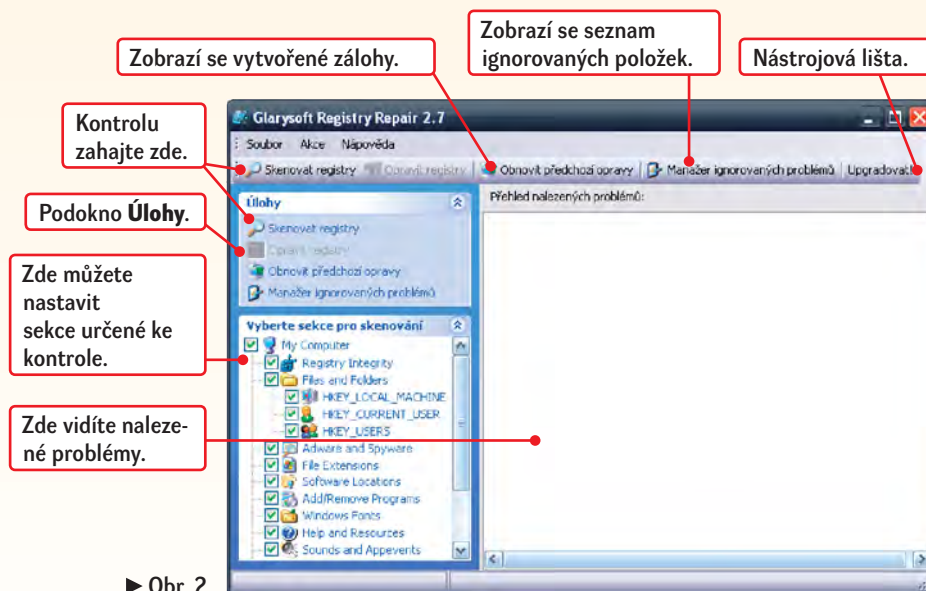 Zobrazí se vytvořené zálohy.
Zobrazí se seznam
ignorovaných položek.
Nástrojová lišta.
Kontrolu
zahajte zde.
Podokno Úlohy.
Zde můžete
nastavit
sekce určené ke
kontrole.
Zde vidíte naleze-
né problémy.
Glarysoft Registry Repair 2.7
Soubor Akce Nápověda
Skenovat registry Opravit registry Obnovit předchozí opravy Manažer ignorovaných problémů Upgradovat
Úlohy
Skenovat registry
Opravit registry
Obnovit předchozí opravy
Manažer ignorovaných problémů
Vyberte sekce pro skenování
My Computer
Registry Integrity
Files and Folders
HKEY_LOCAL_MACHINE
HKEY_CURRENT_USER
HKEY_USERS
Adware and Spyware
File Extensions
Software Locations
Add/Remove Programs
Windows Fonts
Help and Resources
Sounds and Appevents
Přehled nalezených problémů:
► Obr. 2